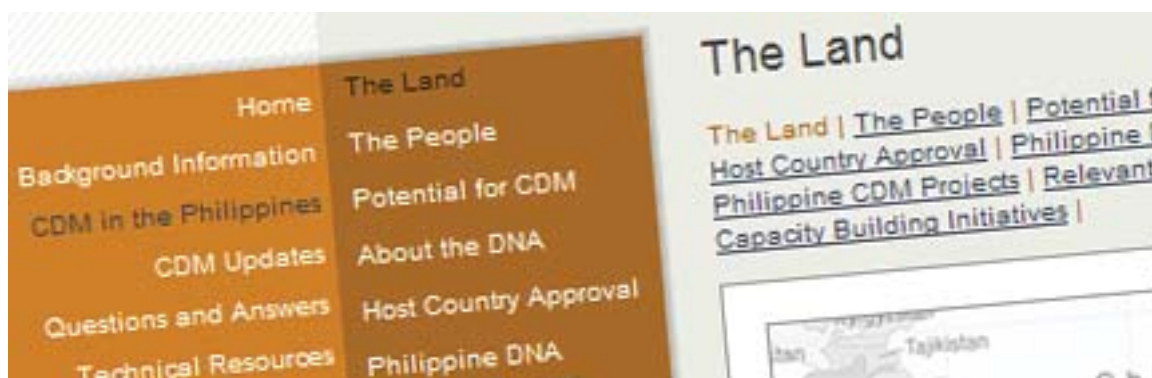 Home
Background Information
CDM in the Philippines
CDM Updates
Questions and Answers
Technical Resources
The Land
The People
Potential for CDM
About the DNA
Host Country Approval
Philippine DNA
The Land
The Land | The People | Potential
Host Country Approval | Philippine
Philippine CDM Projects | Relevant
Capacity Building Initiatives |
Tajikistan